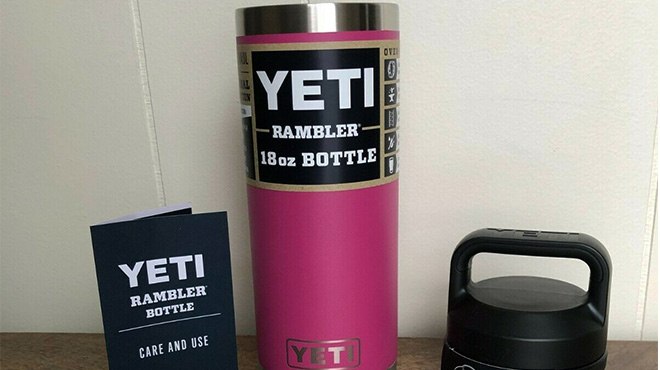 YETI
RAMBLER
BOTTLE
CARE AND USE
YETI
RAMBLER®
18oz BOTTLE
YETI